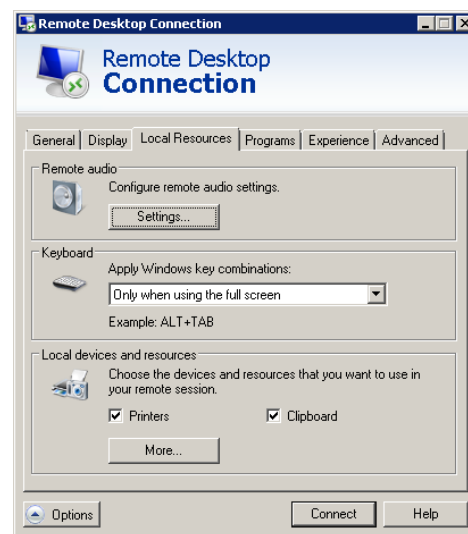 Remote Desktop Connection
Remote Desktop
Connection
General Display Local Resources Programs Experience Advanced
Remote audio
Configure remote audio settings.
Settings...
Keyboard
Apply Windows key combinations:
Only when using the full screen
Example: ALT+TAB
Local devices and resources
Choose the devices and resources that you want to use in
your remote session.
Printers Clipboard
More...
Options Connect Help